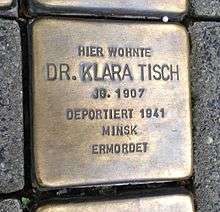 HIER WOHNTE
DR. KLARA TISCH
JG. 1907
DEPORTIERT 1941
MINSK
ERMORDET